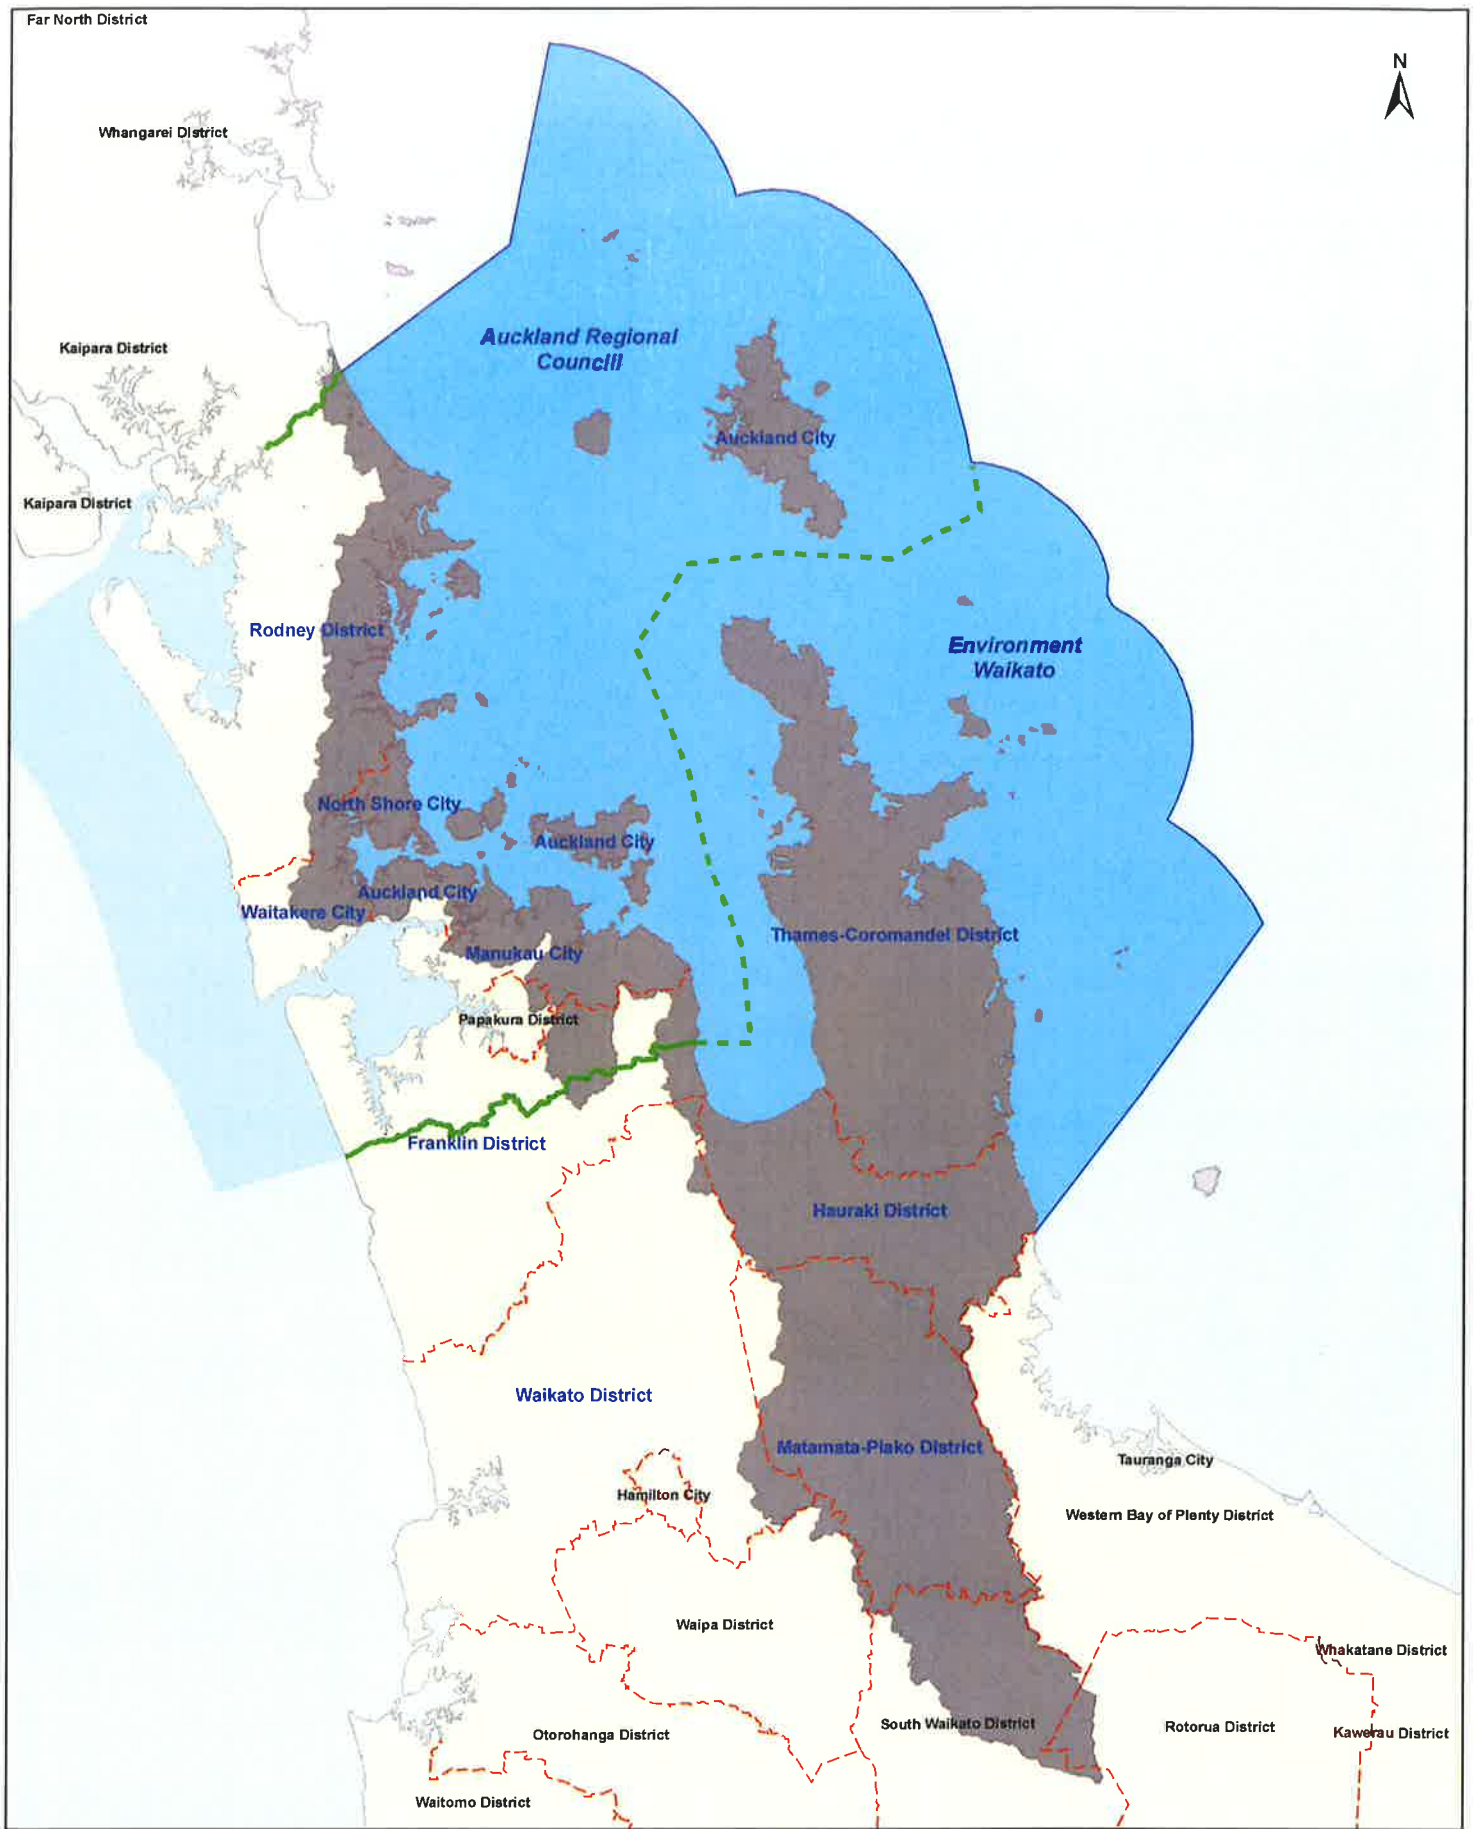 Far North District
N
Whangarei District
Auckland Regional
Councill
Kaipara District
Auckland City
Kaipara District
Rodney District
Environment
Waikato
North Shore City
Auckland City
Auckland City
Waitakere City
Thames-Coromandel District
Manukau City
Papakura District
Franklin District
Hauraki District
Waikato District
Matamata-Piako District
Tauranga City
Hamilton City
Western Bay of Plenty District
Waipa District
Whakatane District
South Waikato District
Rotorua District
Otorohanga District
Kawerau District
Waitomo District